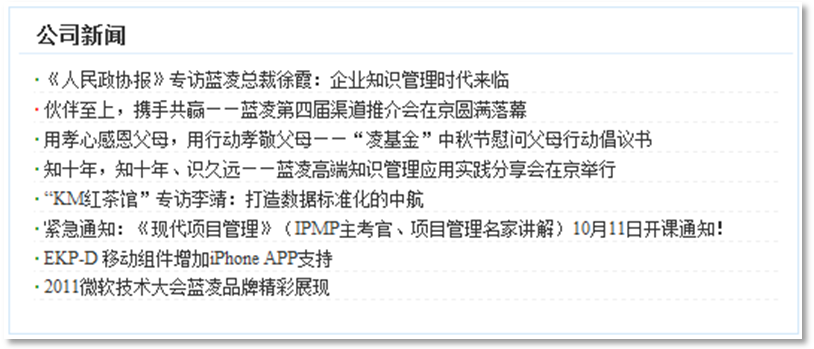 公司新闻
·《人民政协报》专访蓝凌总裁徐霞：企业知识管理时代来临
·伙伴至上，携手共赢——蓝凌第四届渠道推介会在京圆满落幕
·用孝心感恩父母，用行动孝敬父母——“凌基金”中秋节慰问父母行动倡议书
·知十年，知十年、识久远——蓝凌高端知识管理应用实践分享会在京举行
·“KM红茶馆”专访李清：打造数据标准化的中航
·紧急通知：《现代项目管理》（IPMP主考官、项目管理名家讲解）10月11日开课通知！
·EKP-D 移动组件增加iPhone APP支持
·2011微软技术大会蓝凌品牌精彩展现